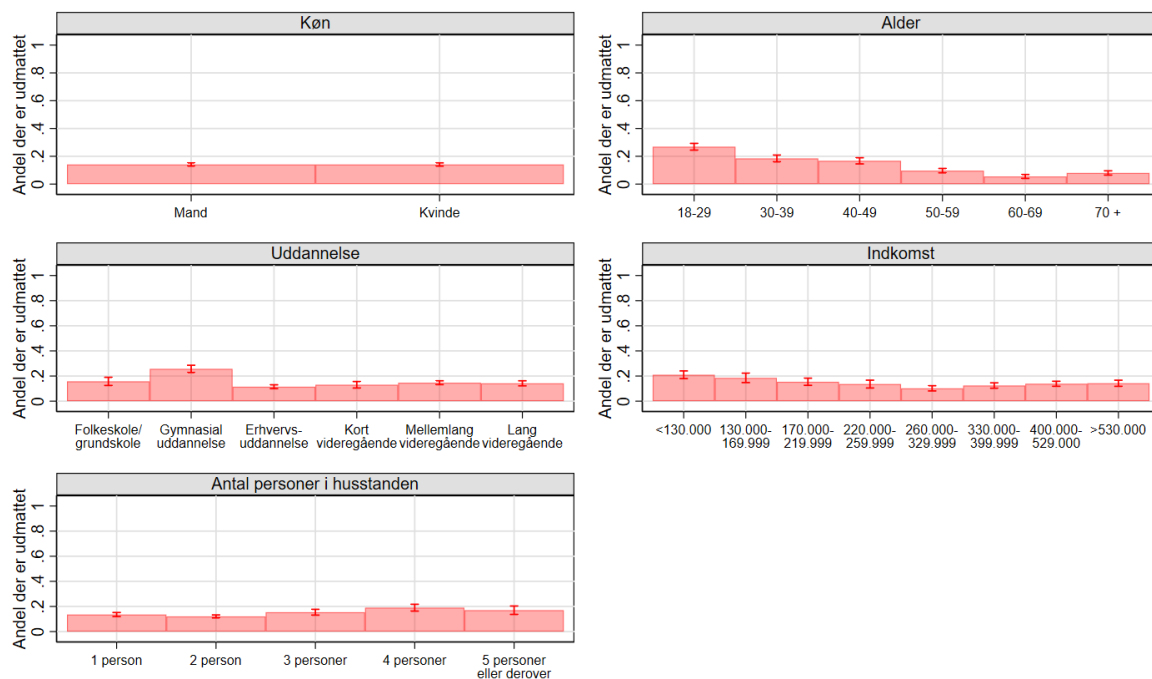 Køn
Andel der er udmattet
0 .2 .4 .6 .8 1
Mand Kvinde
Alder
Andel der er udmattet
0 .2 .4 .6 .8 1
18-29 30-39 40-49 50-59 60-69 70 +
Uddannelse
Andel der er udmattet
0 .2 .4 .6 .8 1
Folkeskole/ Gymnasial Erhvervs- Kort Mellemlang Lang
grundskole uddannelse uddannelse videregående videregående videregående
Indkomst
Andel der er udmattet
0 .2 .4 .6 .8 1
<130.000 130.000- 170.000- 220.000- 260.000- 330.000- 400.000- >530.000
169.999 219.999 259.999 329.999 399.999 529.000
Antal personer i husstanden
Andel der er udmattet
0 .2 .4 .6 .8 1
1 person 2 person 3 personer 4 personer 5 personer
eller derover